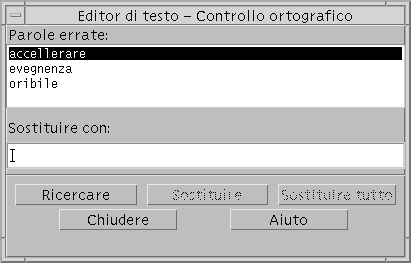 Editor di testo – Controllo ortografico
Parole errate:
accellerare
evegnenza
oribile
Sostituire con:
Ricercare Sostituire Sostituire tutto
Chiudere Aiuto